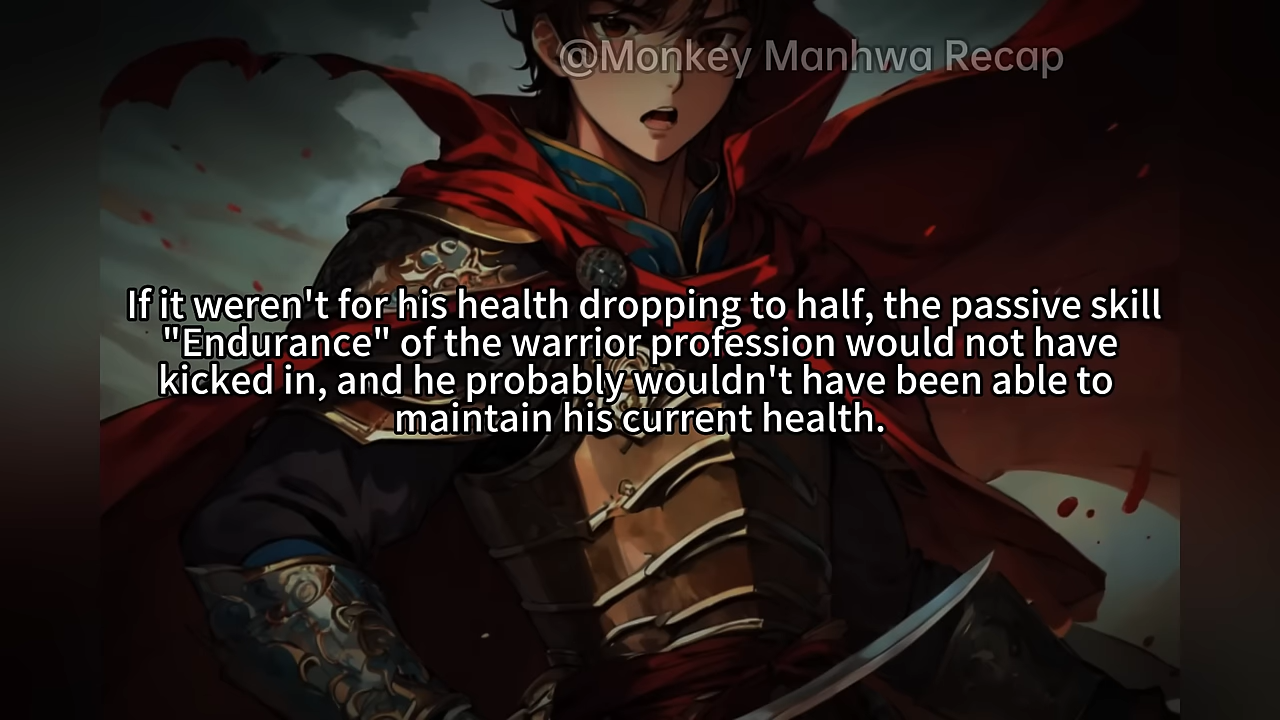 @Monkey Manhwa Recap
If it weren't for his health dropping to half, the passive skill
"Endurance" of the warrior profession would not have
kicked in, and he probably wouldn't have been able to
maintain his current health.